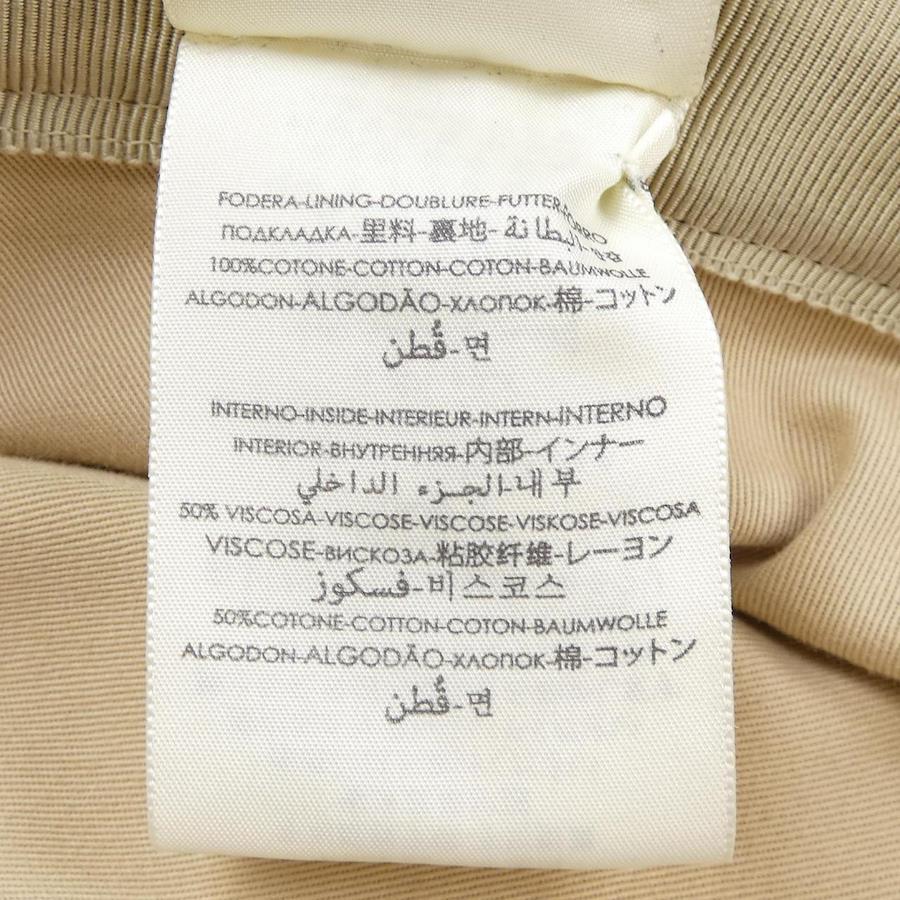 FODERA-LINING-DOUBLURE-FUTTER-FORRO
ПОДКЛАДКА-里料-裏地-بطانة-안감
100%COTONE-COTTON-COTON-BAUMWOLLE
ALGODON-ALGODÃO-ХЛОПОК-棉-コットン
قُطن-면
INTERNO-INSIDE-INTERIEUR-INTERN-INTERNO
INTERIOR-ВНУТРЕННЯЯ-内部-インナー
الجزء الداخلي-내부
50% VISCOSA-VISCOSE-VISCOSE-VISKOSE-VISCOSA
VISCOSE-ВИСКОЗА-粘胶纤维-レーヨン
فسكوز-비스코스
50%COTONE-COTTON-COTON-BAUMWOLLE
ALGODON-ALGODÃO-ХЛОПОК-棉-コットン
قُطن-면